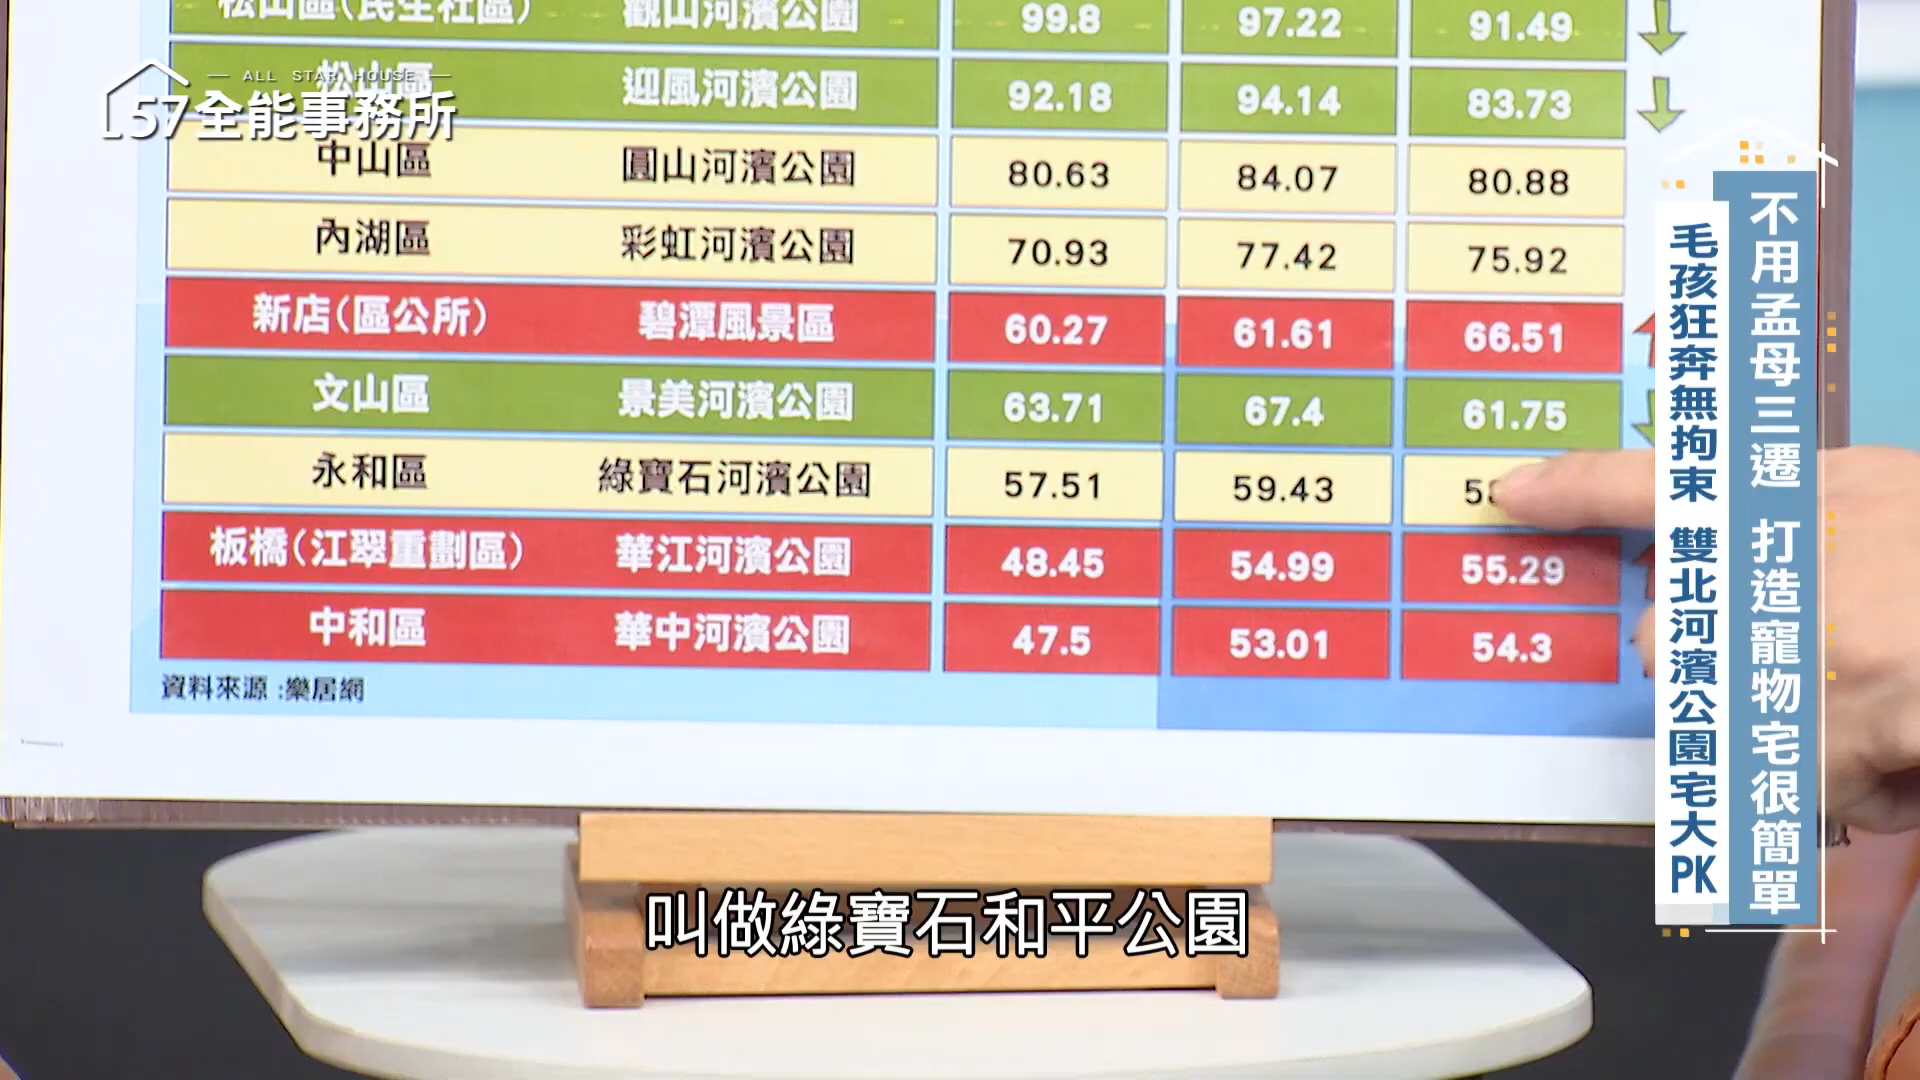 松山區(民生社區) 觀山河濱公園 99.8 97.22 91.49
松山區 迎風河濱公園 92.18 94.14 83.73
中山區 圓山河濱公園 80.63 84.07 80.88
內湖區 彩虹河濱公園 70.93 77.42 75.92
新店(區公所) 碧潭風景區 60.27 61.61 66.51
文山區 景美河濱公園 63.71 67.4 61.75
永和區 綠寶石河濱公園 57.51 59.43
板橋(江翠重劃區) 華江河濱公園 48.45 54.99 55.29
中和區 華中河濱公園 47.5 53.01 54.3
資料來源:樂居網
ALL STAR HOUSE
57全能事務所
不用孟母三遷 打造寵物宅很簡單
毛孩狂奔無拘束 雙北河濱公園宅大PK
叫做綠寶石和平公園